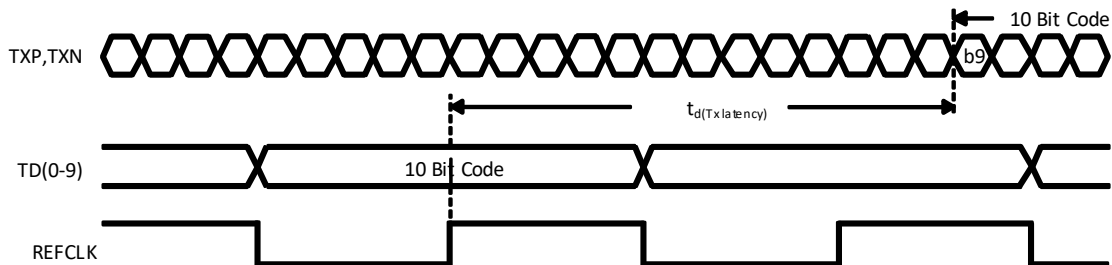 10 Bit Code
TXP,TXN
b9
td(Tx latency)
TD(0-9)
10 Bit Code
REFCLK